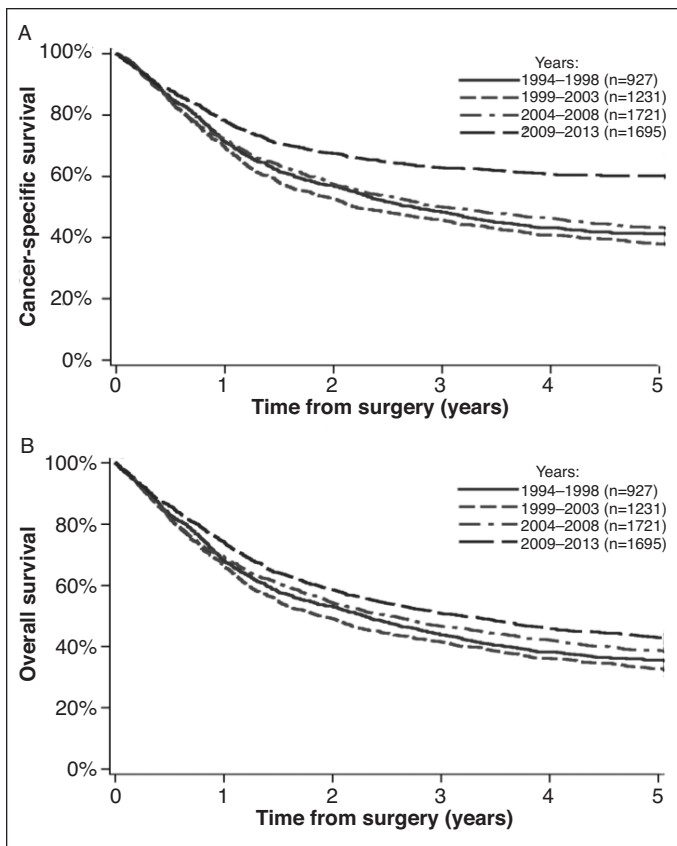 A
Cancer-specific survival
100%
80%
60%
40%
20%
0%
Years:
1994–1998 (n=927)
1999–2003 (n=1231)
2004–2008 (n=1721)
2009–2013 (n=1695)
0 1 2 3 4 5
Time from surgery (years)
B
Overall survival
100%
80%
60%
40%
20%
0%
Years:
1994–1998 (n=927)
1999–2003 (n=1231)
2004–2008 (n=1721)
2009–2013 (n=1695)
0 1 2 3 4 5
Time from surgery (years)